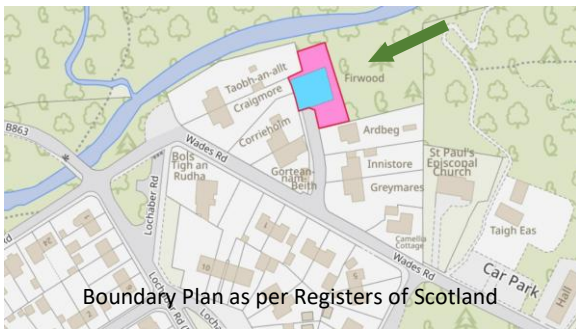 Taobh-an-allt
Firwood
Craigmore
B863
Corrieholm
Ardbeg
Wades Rd
Bols
Tigh an
Rudha
Gortean-
nam-
Beith
Innistore
St Paul's
Episcopal
Church
Greymares
Lochaber Rd
Taigh Eas
Camellia
Cottage
Wades Rd
Car Park
Hall
10
5
Boundary Plan as per Registers of Scotland